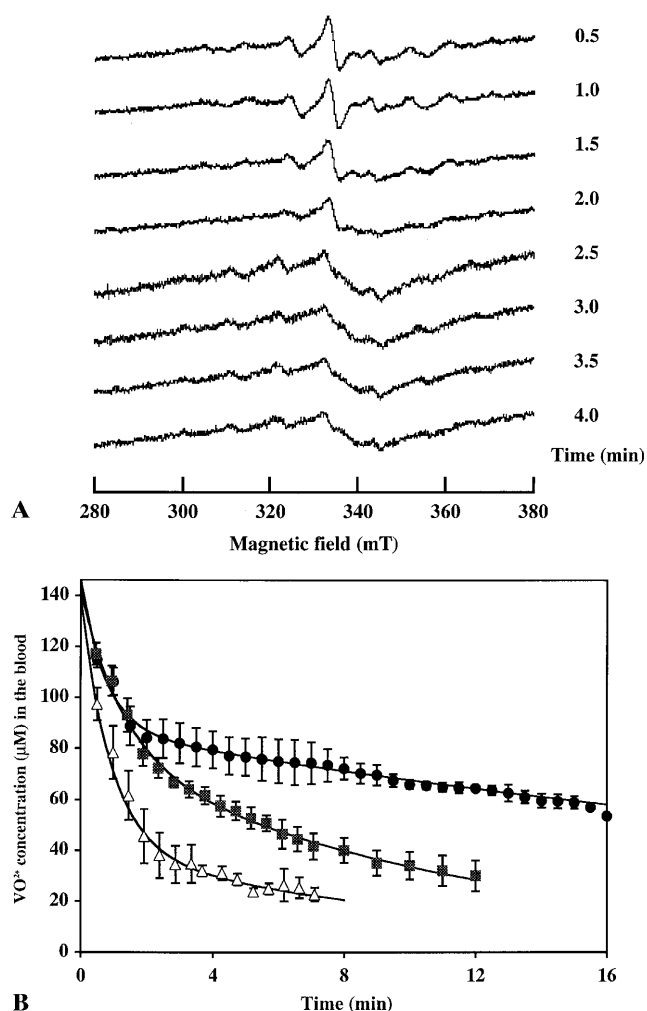 0.5
1.0
1.5
2.0
2.5
3.0
3.5
4.0
Time (min)
A
280 300 320 340 360 380
Magnetic field (mT)
140
120
100
80
60
40
20
0
VO²⁺ concentration (μM) in the blood
0 4 8 12 16
B
Time (min)